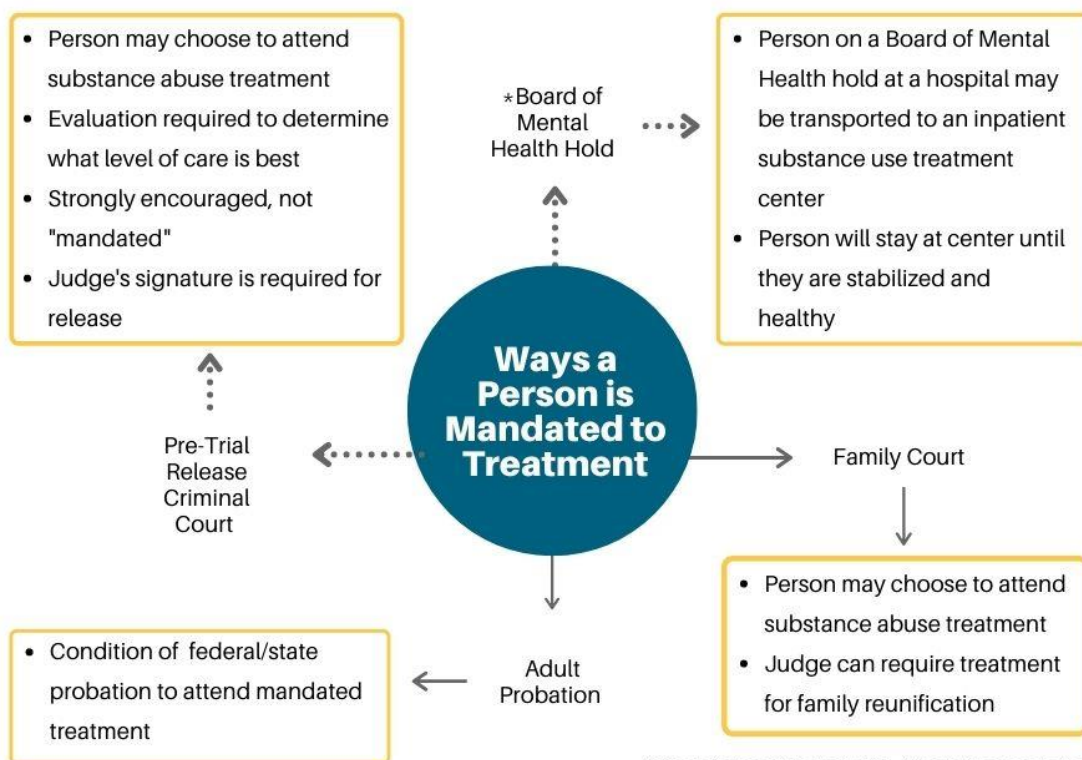 • Person may choose to attend
substance abuse treatment
• Evaluation required to determine
what level of care is best
• Strongly encouraged, not
"mandated"
• Judge's signature is required for
release
*Board of
Mental
Health Hold
• Person on a Board of Mental
Health hold at a hospital may
be transported to an inpatient
substance use treatment
center
• Person will stay at center until
they are stabilized and
healthy
Ways a
Person is
Mandated to
Treatment
Pre-Trial
Release
Criminal
Court
Family Court
• Person may choose to attend
substance abuse treatment
• Judge can require treatment
for family reunification
Adult
Probation
• Condition of federal/state
probation to attend mandated
treatment